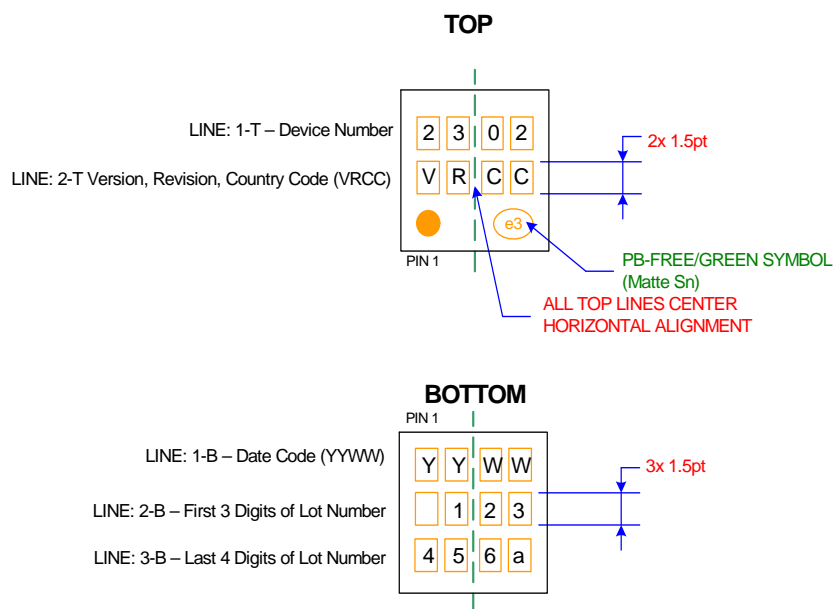 TOP
LINE: 1-T – Device Number
2 3 0 2
2x 1.5pt
LINE: 2-T Version, Revision, Country Code (VRCC)
V R C C
e3
PIN 1
PB-FREE/GREEN SYMBOL
(Matte Sn)
ALL TOP LINES CENTER
HORIZONTAL ALIGNMENT
BOTTOM
PIN 1
LINE: 1-B – Date Code (YYWW)
Y Y W W
3x 1.5pt
LINE: 2-B – First 3 Digits of Lot Number
1 2 3
LINE: 3-B – Last 4 Digits of Lot Number
4 5 6 a